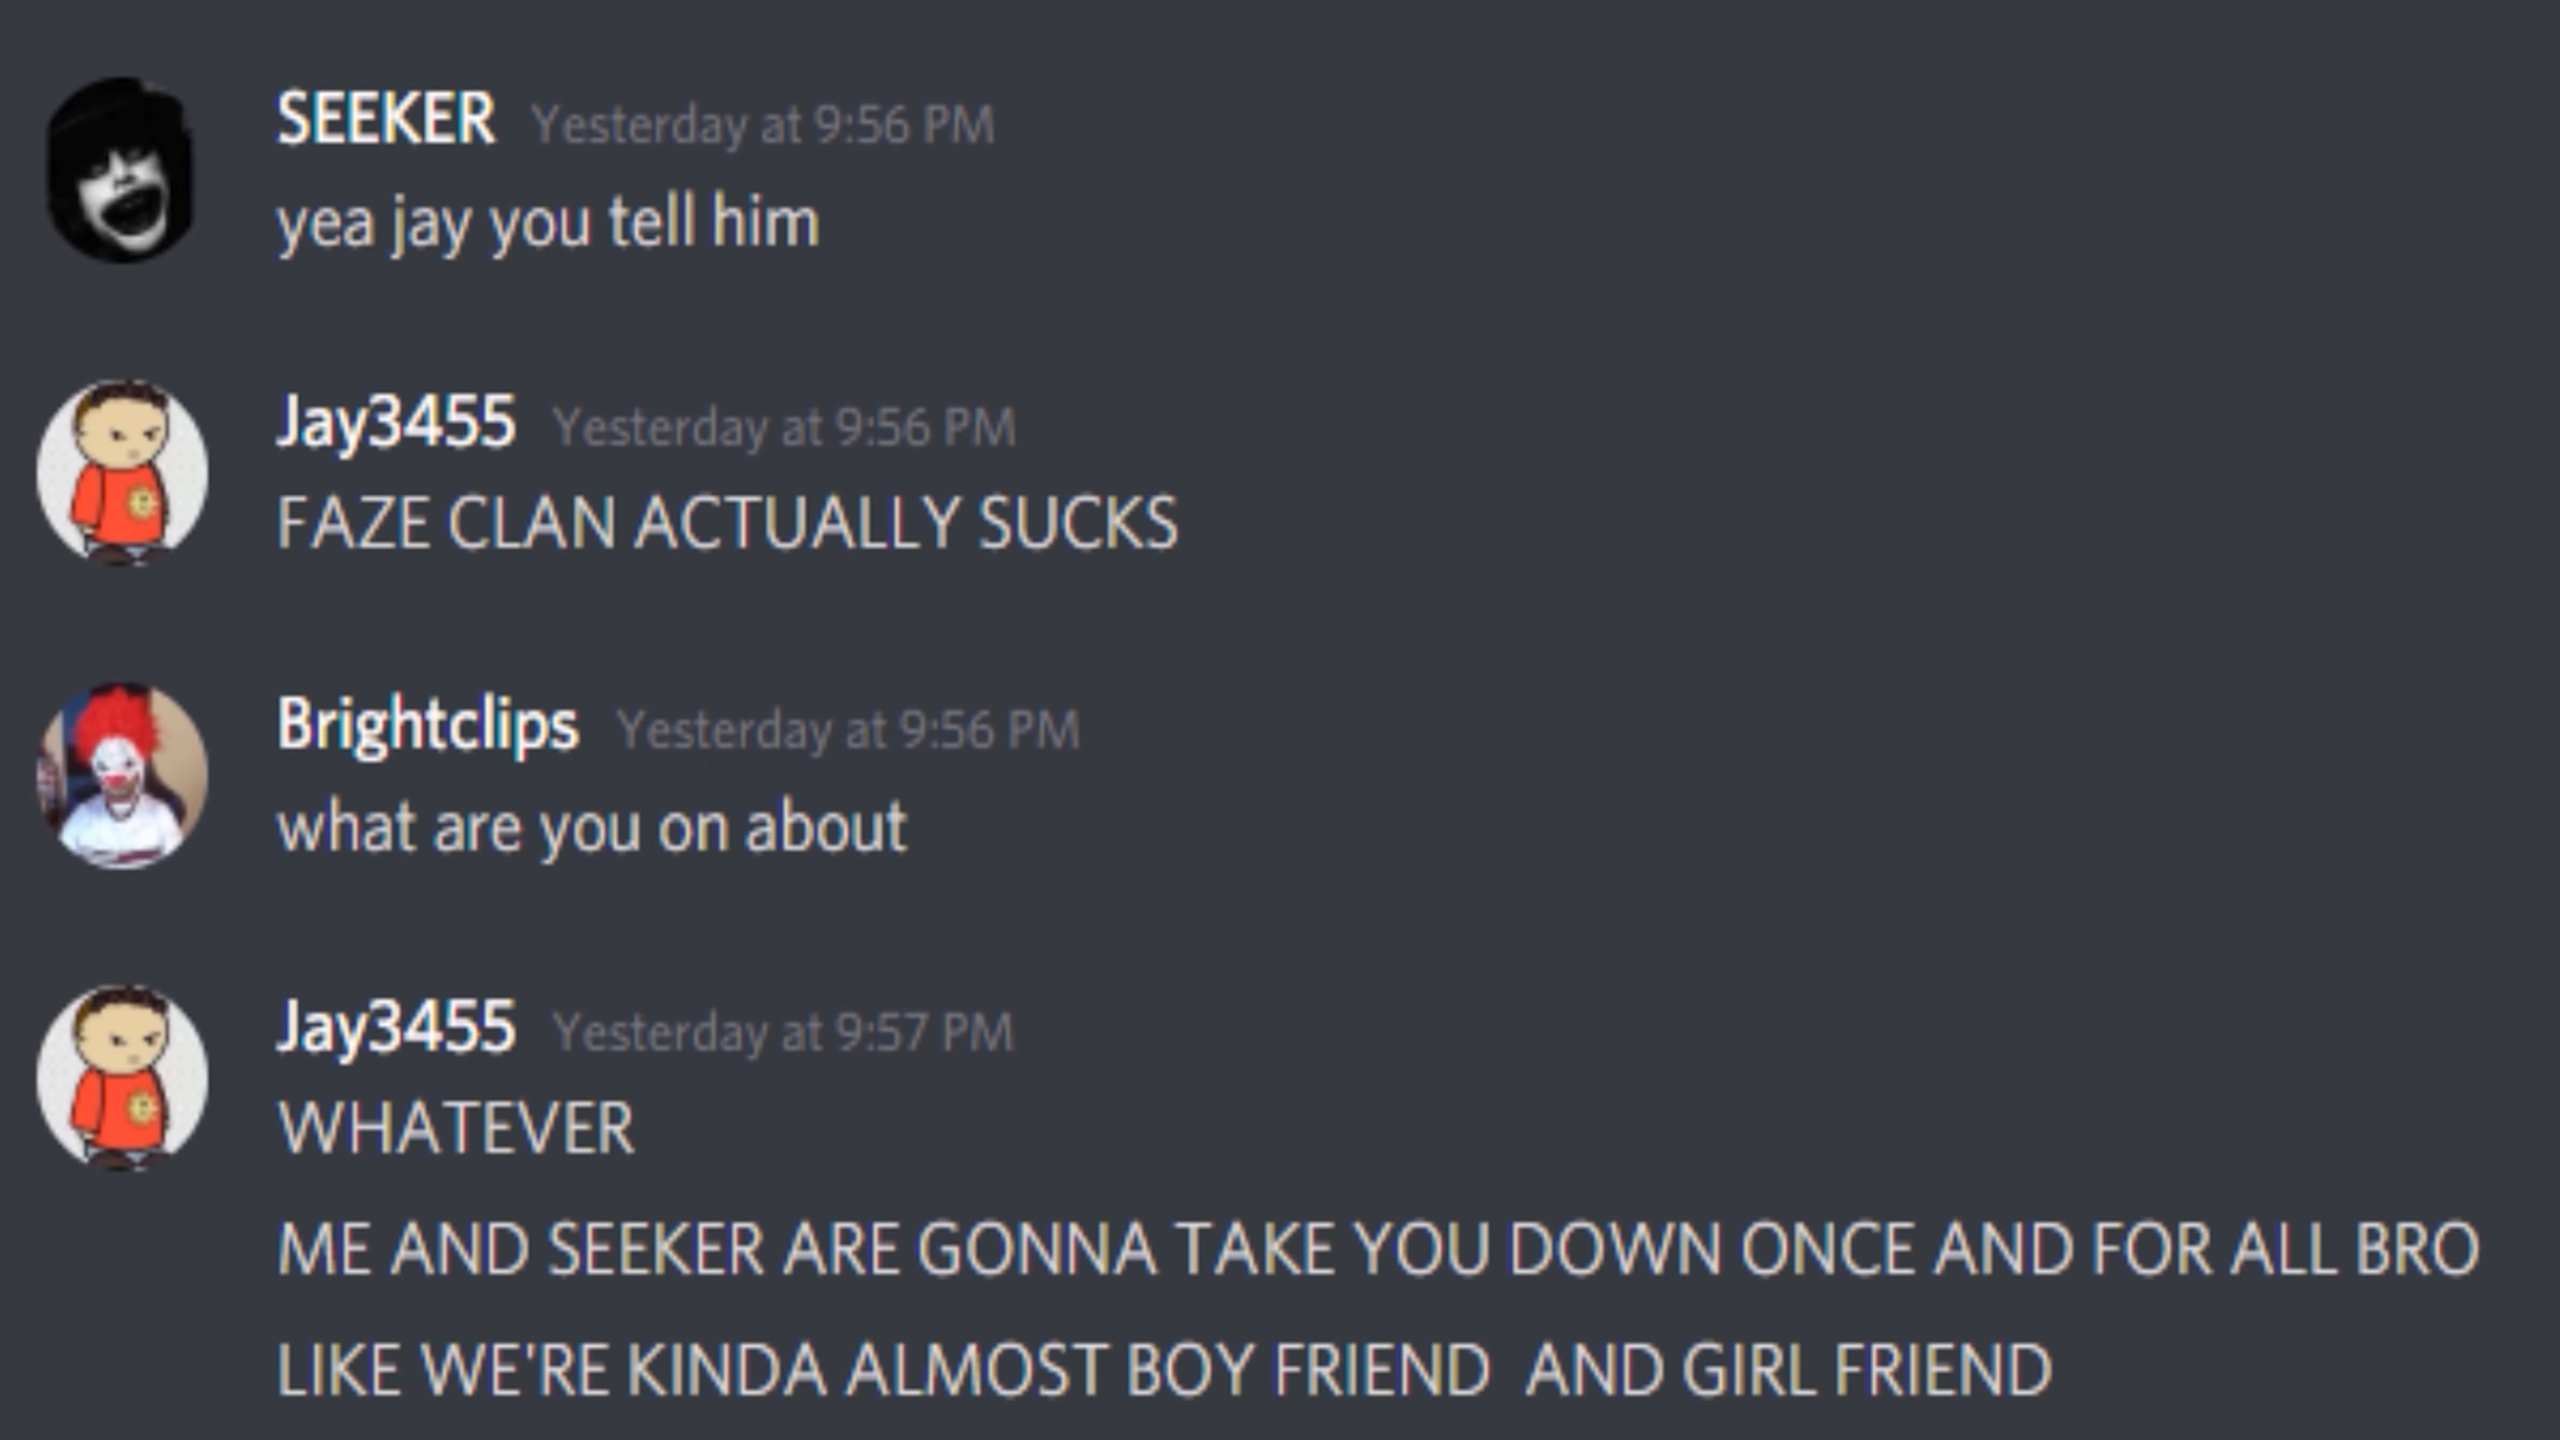 SEEKER Yesterday at 9:56 PM
yea jay you tell him
Jay3455 Yesterday at 9:56 PM
FAZE CLAN ACTUALLY SUCKS
Brightclips Yesterday at 9:56 PM
what are you on about
Jay3455 Yesterday at 9:57 PM
WHATEVER
ME AND SEEKER ARE GONNA TAKE YOU DOWN ONCE AND FOR ALL BRO
LIKE WE'RE KINDA ALMOST BOY FRIEND  AND GIRL FRIEND